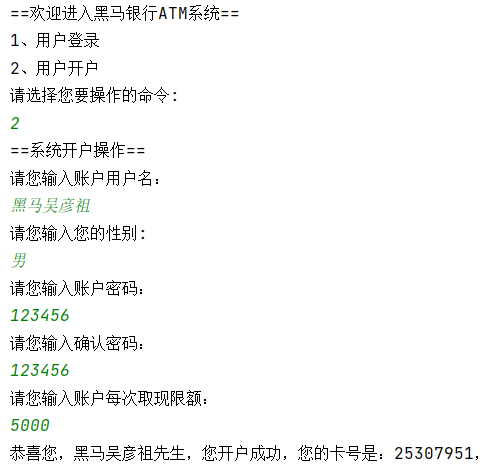 ==欢迎进入黑马银行ATM系统==
1、用户登录
2、用户开户
请选择您要操作的命令:
2
==系统开户操作==
请您输入账户用户名：
黑马吴彦祖
请您输入您的性别:
男
请您输入账户密码：
123456
请您输入确认密码：
123456
请您输入账户每次取现限额：
5000
恭喜您，黑马吴彦祖先生，您开户成功，您的卡号是：25307951，